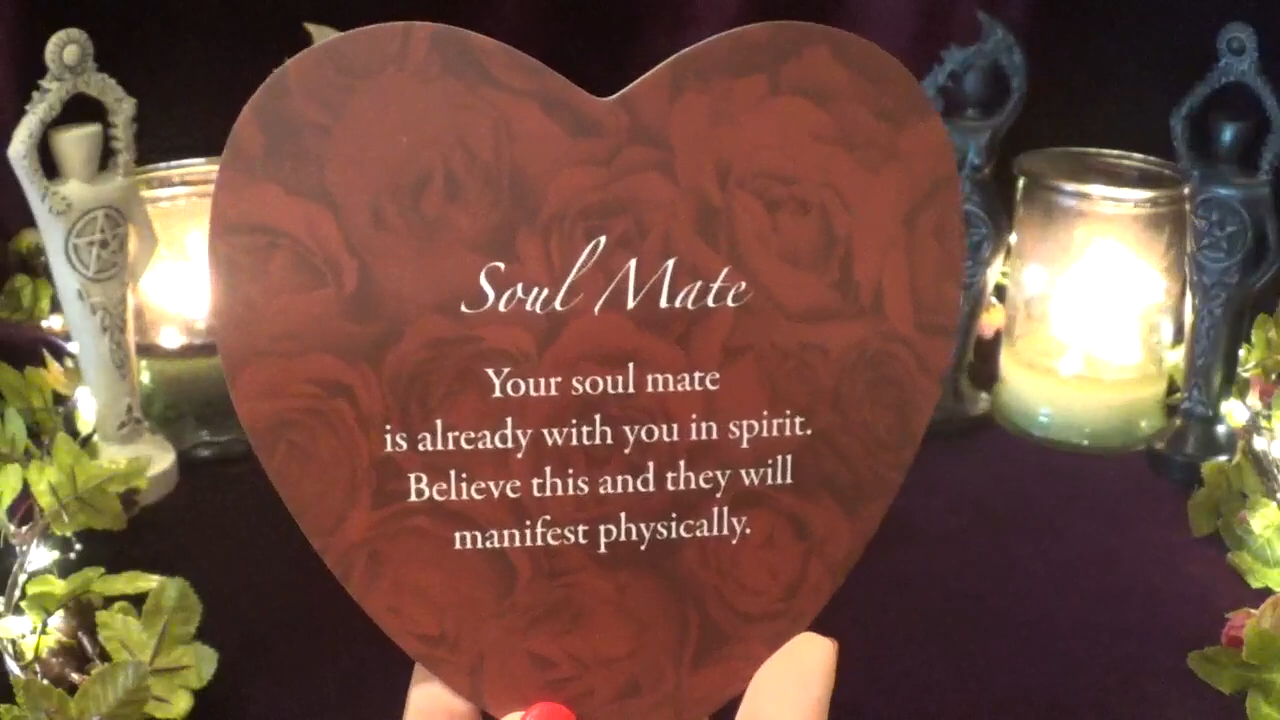 Soul Mate
Your soul mate
is already with you in spirit.
Believe this and they will
manifest physically.